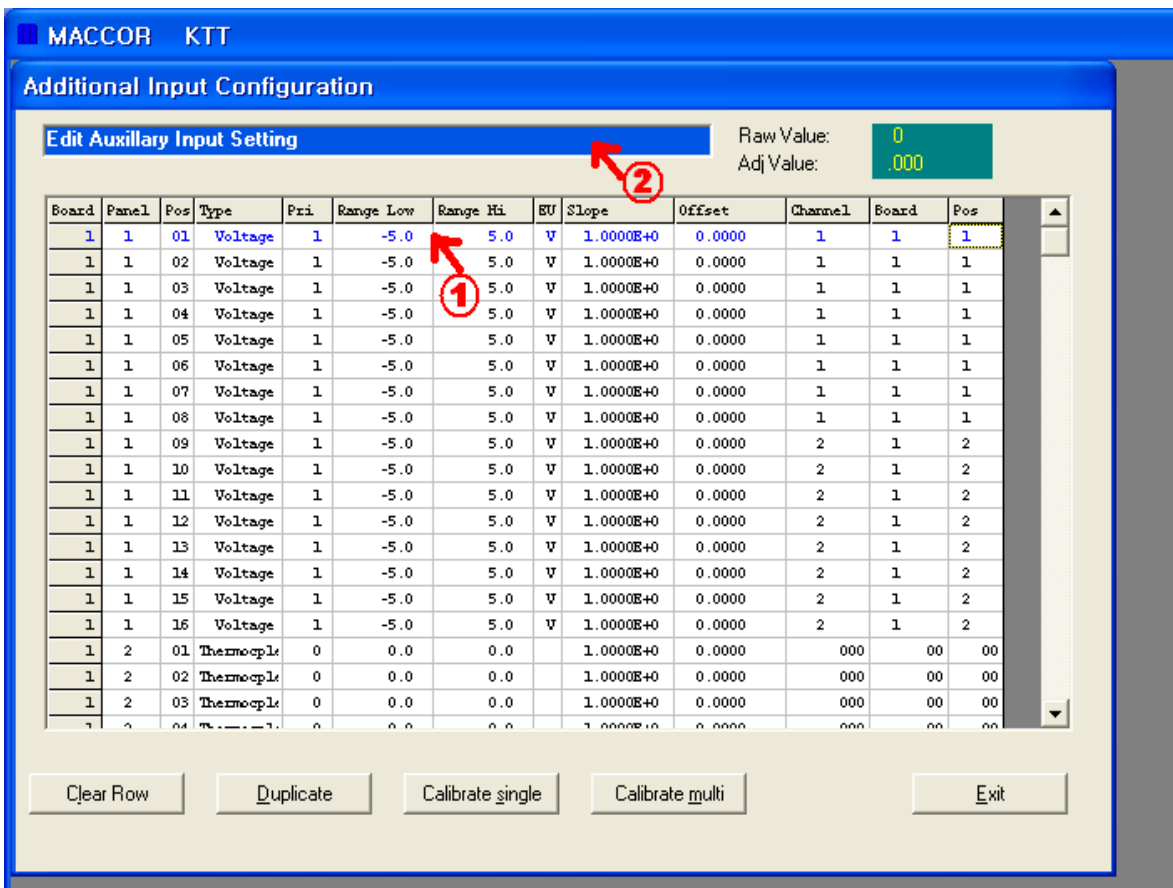 MACCOR KTT
Additional Input Configuration
Edit Auxillary Input Setting
Raw Value: 0
Adj Value: .000
2
Board Panel Pos Type Pri Range Low Range Hi EU Slope Offset Channel Board Pos
1 1 01 Voltage 1 -5.0 5.0 V 1.0000E+0 0.0000 1 1 1
1 1 02 Voltage 1 -5.0 5.0 V 1.0000E+0 0.0000 1 1 1
1
1 1 03 Voltage 1 -5.0 5.0 V 1.0000E+0 0.0000 1 1 1
1 1 04 Voltage 1 -5.0 5.0 V 1.0000E+0 0.0000 1 1 1
1 1 05 Voltage 1 -5.0 5.0 V 1.0000E+0 0.0000 1 1 1
1 1 06 Voltage 1 -5.0 5.0 V 1.0000E+0 0.0000 1 1 1
1 1 07 Voltage 1 -5.0 5.0 V 1.0000E+0 0.0000 1 1 1
1 1 08 Voltage 1 -5.0 5.0 V 1.0000E+0 0.0000 1 1 1
1 1 09 Voltage 1 -5.0 5.0 V 1.0000E+0 0.0000 2 1 2
1 1 10 Voltage 1 -5.0 5.0 V 1.0000E+0 0.0000 2 1 2
1 1 11 Voltage 1 -5.0 5.0 V 1.0000E+0 0.0000 2 1 2
1 1 12 Voltage 1 -5.0 5.0 V 1.0000E+0 0.0000 2 1 2
1 1 13 Voltage 1 -5.0 5.0 V 1.0000E+0 0.0000 2 1 2
1 1 14 Voltage 1 -5.0 5.0 V 1.0000E+0 0.0000 2 1 2
1 1 15 Voltage 1 -5.0 5.0 V 1.0000E+0 0.0000 2 1 2
1 1 16 Voltage 1 -5.0 5.0 V 1.0000E+0 0.0000 2 1 2
1 2 01 Thermocple 0 0.0 0.0 1.0000E+0 0.0000 000 00 00
1 2 02 Thermocple 0 0.0 0.0 1.0000E+0 0.0000 000 00 00
1 2 03 Thermocple 0 0.0 0.0 1.0000E+0 0.0000 000 00 00
Clear Row Duplicate Calibrate single Calibrate multi Exit